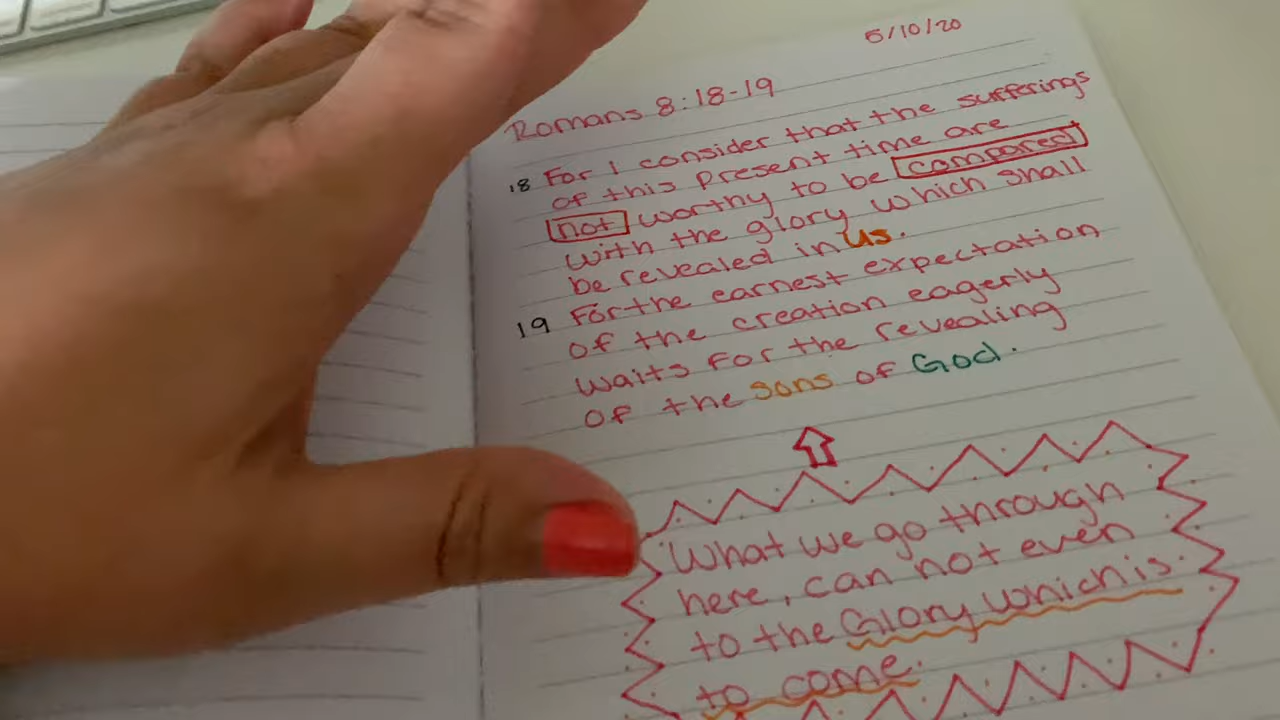 5/10/20
Romans 8:18-19
18 For I consider that the sufferings
of this present time are
not worthy to be compared
with the glory which shall
be revealed in us.
19 For the earnest expectation
of the creation eagerly
waits for the revealing
of the sons of God.
What we go through
here, can not even
to the Glory which is
to come.